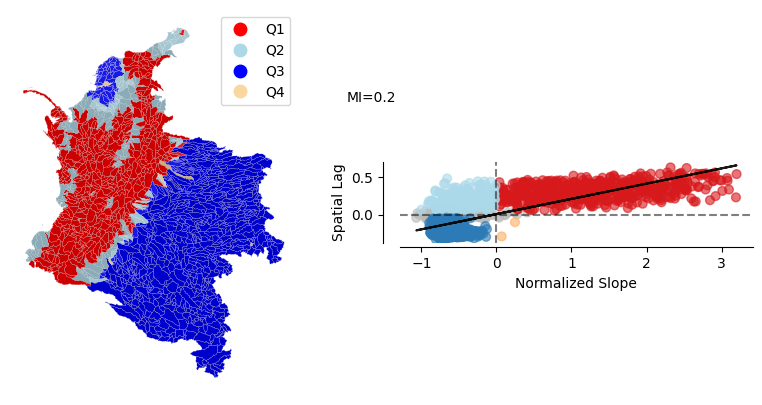 Q1
Q2
Q3
Q4
MI=0.2
Spatial Lag
0.5
0.0
−1
0
1
2
3
Normalized Slope